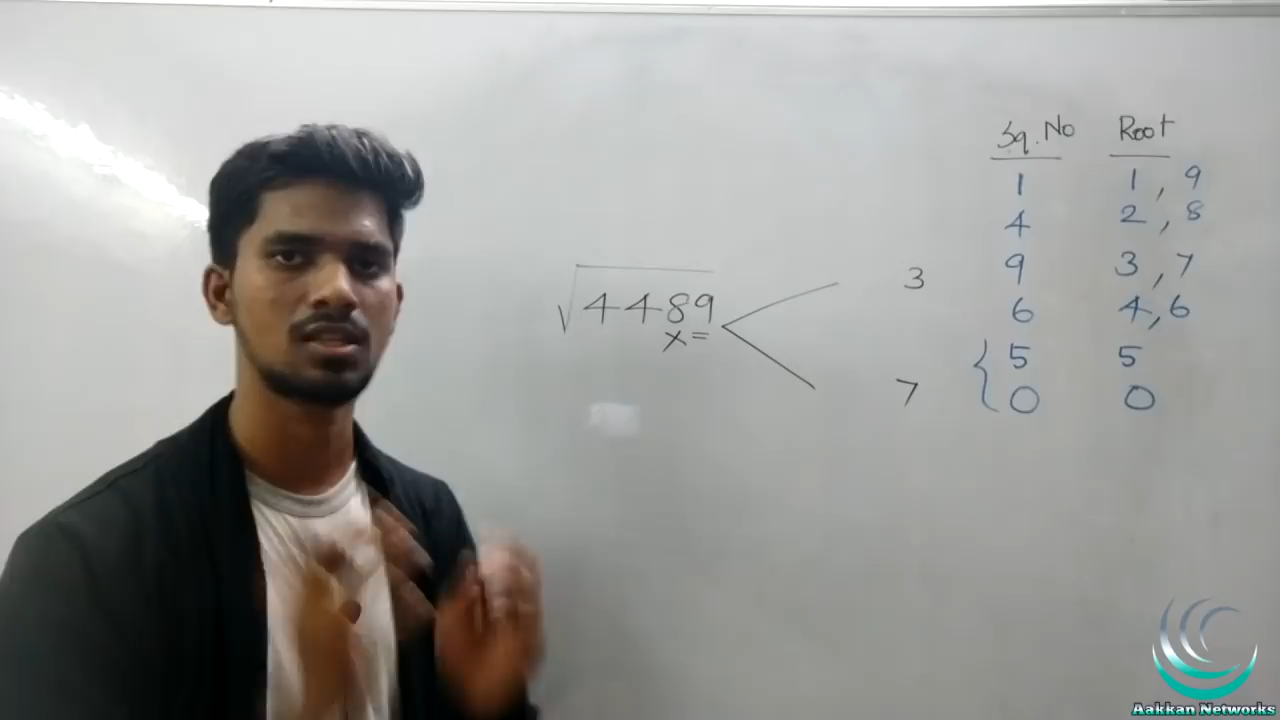 Sq. No Root
1 1, 9
4 2, 8
9 3, 7
6 4, 6
5 5
0 0
√4489
x =
3
7
Aakkan Networks